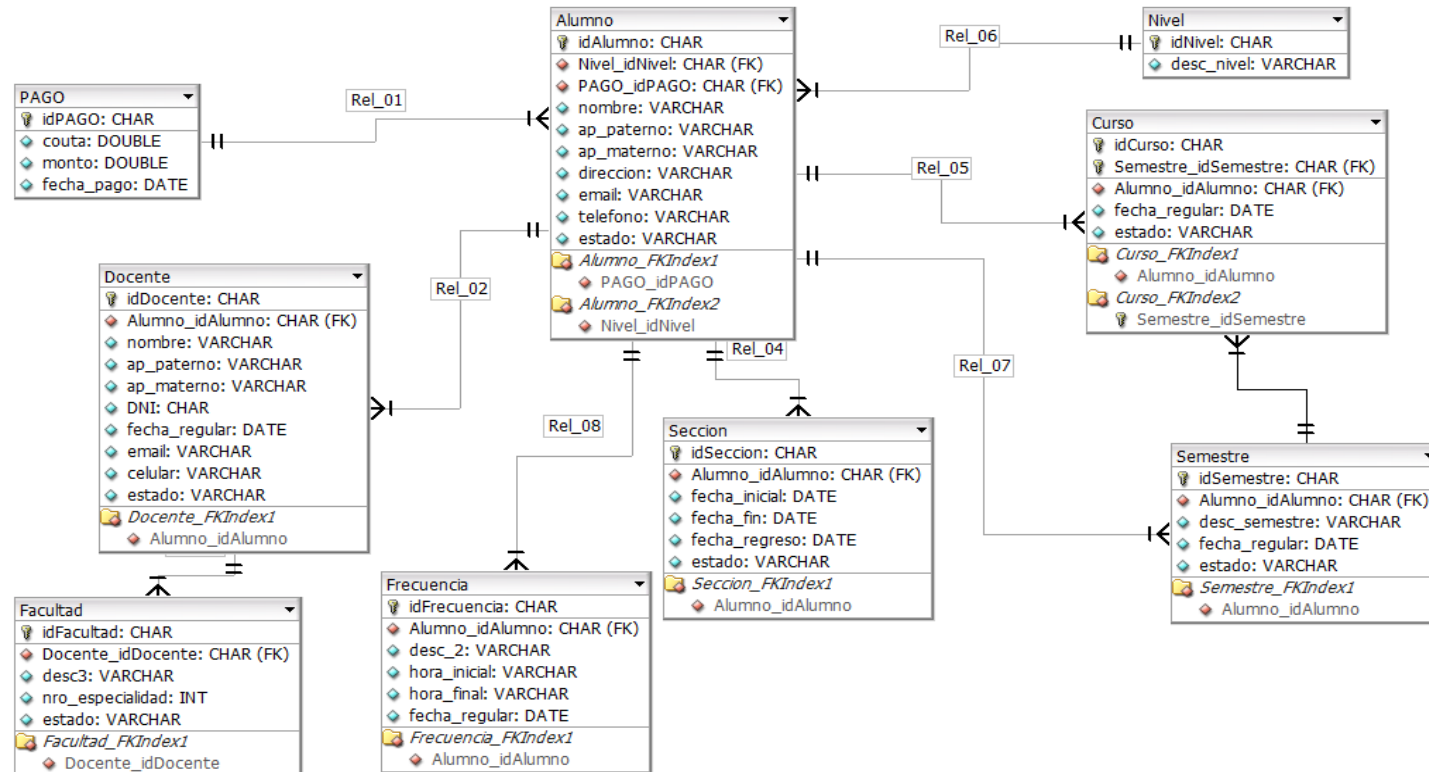 PAGO
idPAGO: CHAR
couta: DOUBLE
monto: DOUBLE
fecha_pago: DATE
Rel_01
Alumno
idAlumno: CHAR
Nivel_idNivel: CHAR (FK)
PAGO_idPAGO: CHAR (FK)
nombre: VARCHAR
ap_paterno: VARCHAR
ap_materno: VARCHAR
direccion: VARCHAR
email: VARCHAR
telefono: VARCHAR
estado: VARCHAR
Alumno_FKIndex1
PAGO_idPAGO
Alumno_FKIndex2
Nivel_idNivel
Rel_06
Nivel
idNivel: CHAR
desc_nivel: VARCHAR
Rel_05
Curso
idCurso: CHAR
Semestre_idSemestre: CHAR (FK)
Alumno_idAlumno: CHAR (FK)
fecha_regular: DATE
estado: VARCHAR
Curso_FKIndex1
Alumno_idAlumno
Curso_FKIndex2
Semestre_idSemestre
Docente
idDocente: CHAR
Alumno_idAlumno: CHAR (FK)
nombre: VARCHAR
ap_paterno: VARCHAR
ap_materno: VARCHAR
DNI: CHAR
fecha_regular: DATE
email: VARCHAR
celular: VARCHAR
estado: VARCHAR
Docente_FKIndex1
Alumno_idAlumno
Rel_02
Rel_04
Rel_07
Rel_08
Seccion
idSeccion: CHAR
Alumno_idAlumno: CHAR (FK)
fecha_inicial: DATE
fecha_fin: DATE
fecha_regreso: DATE
estado: VARCHAR
Seccion_FKIndex1
Alumno_idAlumno
Semestre
idSemestre: CHAR
Alumno_idAlumno: CHAR (FK)
desc_semestre: VARCHAR
fecha_regular: DATE
estado: VARCHAR
Semestre_FKIndex1
Alumno_idAlumno
Facultad
idFacultad: CHAR
Docente_idDocente: CHAR (FK)
desc3: VARCHAR
nro_especialidad: INT
estado: VARCHAR
Facultad_FKIndex1
Docente_idDocente
Frecuencia
idFrecuencia: CHAR
Alumno_idAlumno: CHAR (FK)
desc_2: VARCHAR
hora_inicial: VARCHAR
hora_final: VARCHAR
fecha_regular: DATE
Frecuencia_FKIndex1
Alumno_idAlumno